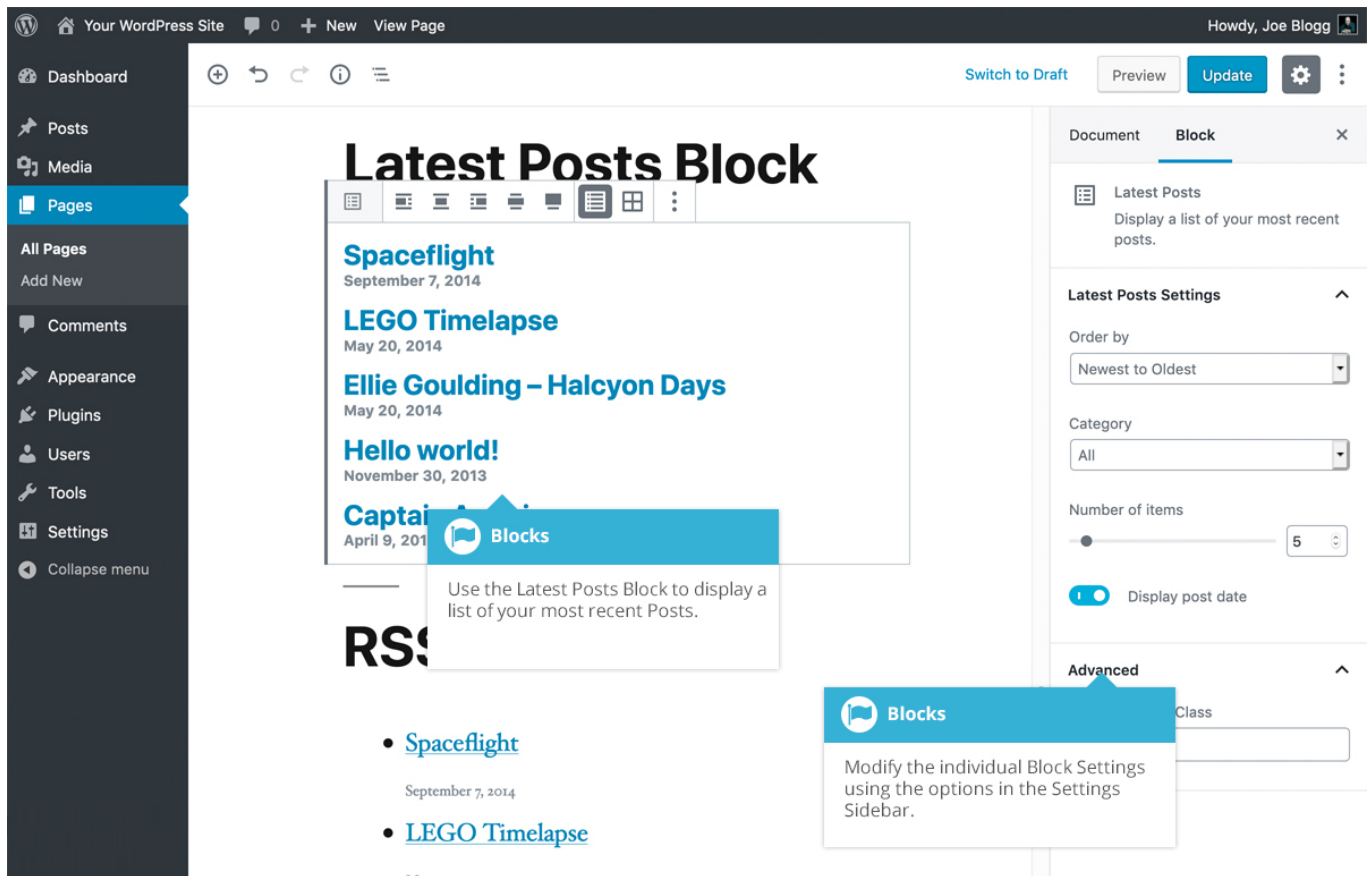 Your WordPress Site
0
New
View Page
Howdy, Joe Blogg
Dashboard
Posts
Media
Pages
All Pages
Add New
Comments
Appearance
Plugins
Users
Tools
Settings
Collapse menu
Switch to Draft
Preview
Update
Latest Posts Block
Spaceflight
September 7, 2014
LEGO Timelapse
May 20, 2014
Ellie Goulding – Halcyon Days
May 20, 2014
Hello world!
November 30, 2013
April 9,
Blocks
Use the Latest Posts Block to display a
list of your most recent Posts.
Spaceflight
September 7, 2014
LEGO Timelapse
Document
Block
Latest Posts
Display a list of your most recent
posts.
Latest Posts Settings
Order by
Newest to Oldest
Category
All
Number of items
5
Display post date
Advanced
Class
Blocks
Modify the individual Block Settings
using the options in the Settings
Sidebar.